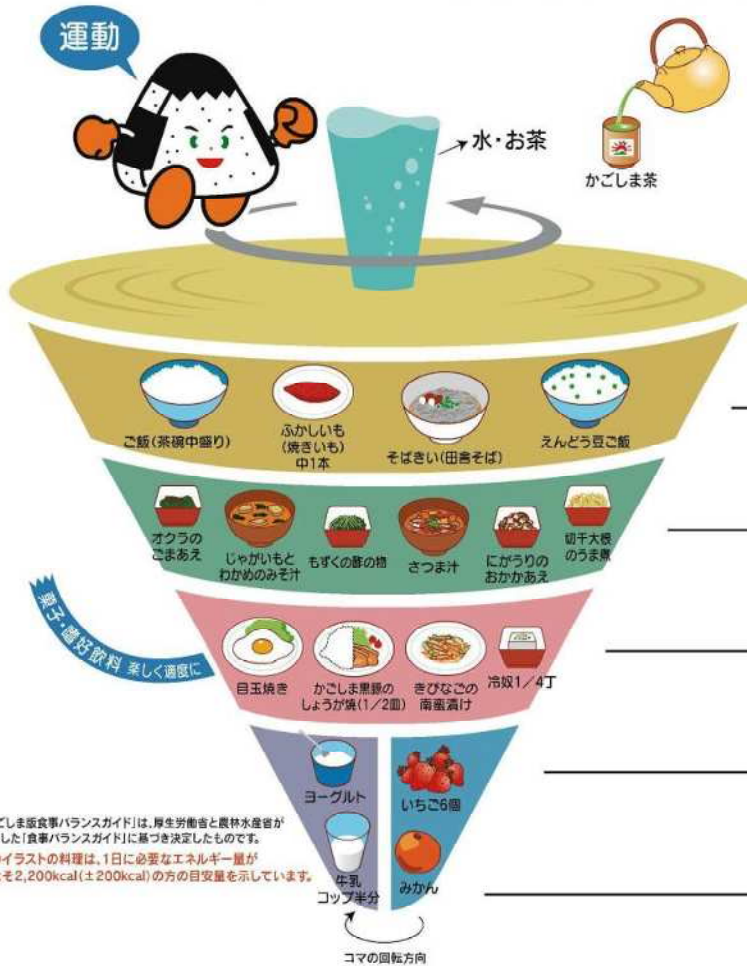 運動
水・お茶
かごしま茶
ご飯(茶碗中盛り)
ふかしいも
(焼きいも)
中1本
そばきい(田舎そば)
えんどう豆ご飯
オクラの
ごまあえ
じゃがいもと
わかめのみそ汁
もずくの酢の物
さつま汁
にがうりの
おかかあえ
切干大根
のうま煮
菓子・嗜好飲料 楽しく適度に
目玉焼き
かごしま黒豚の
しょうが焼(1/2皿)
きびなごの
南蛮漬け
冷奴1/4丁
ヨーグルト
いちご6個
牛乳
コップ半分
みかん
ごしま版食事バランスガイド」は、厚生労働省と農林水産省が
した「食事バランスガイド」に基づき決定したものです。
のイラストの料理は、1日に必要なエネルギー量が
よそ2,200kcal(±200kcal)の方の目安量を示しています。
コマの回転方向